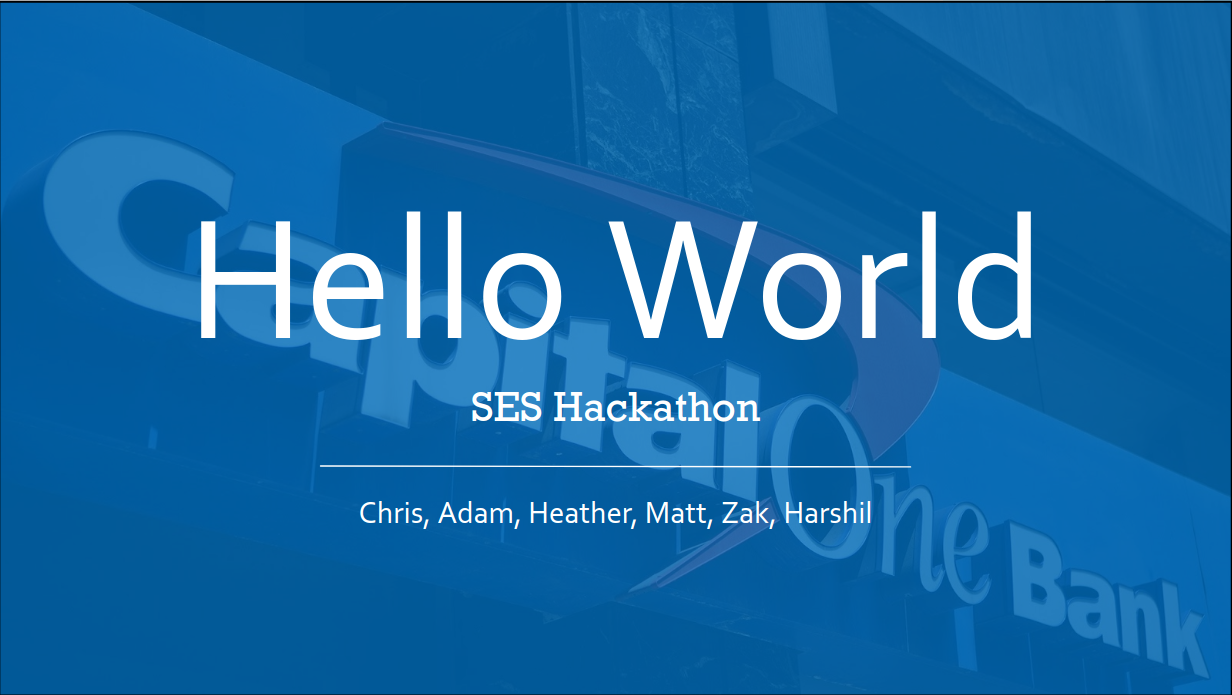 Hello World
SES Hackathon
Chris, Adam, Heather, Matt, Zak, Harshil
Capital One Bank